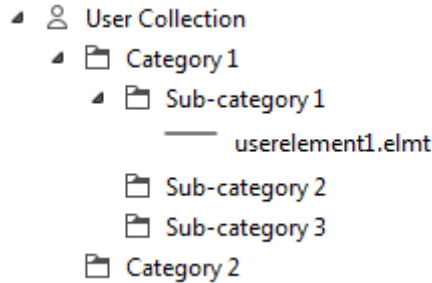 User Collection
Category 1
Sub-category 1
userelement1.elmt
Sub-category 2
Sub-category 3
Category 2